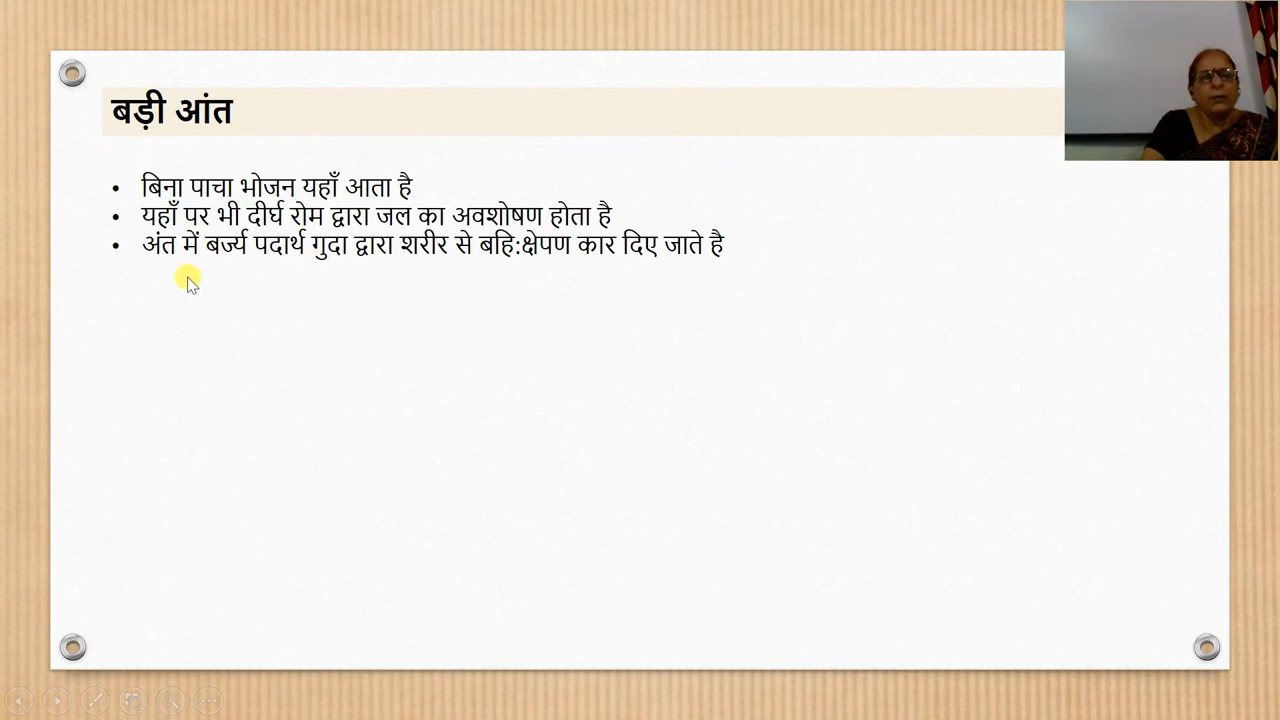 बड़ी आंत
• बिना पाचा भोजन यहाँ आता है
• यहाँ पर भी दीर्घ रोम द्वारा जल का अवशोषण होता है
• अंत में बर्ज्य पदार्थ गुदा द्वारा शरीर से बहि:क्षेपण कार दिए जाते है